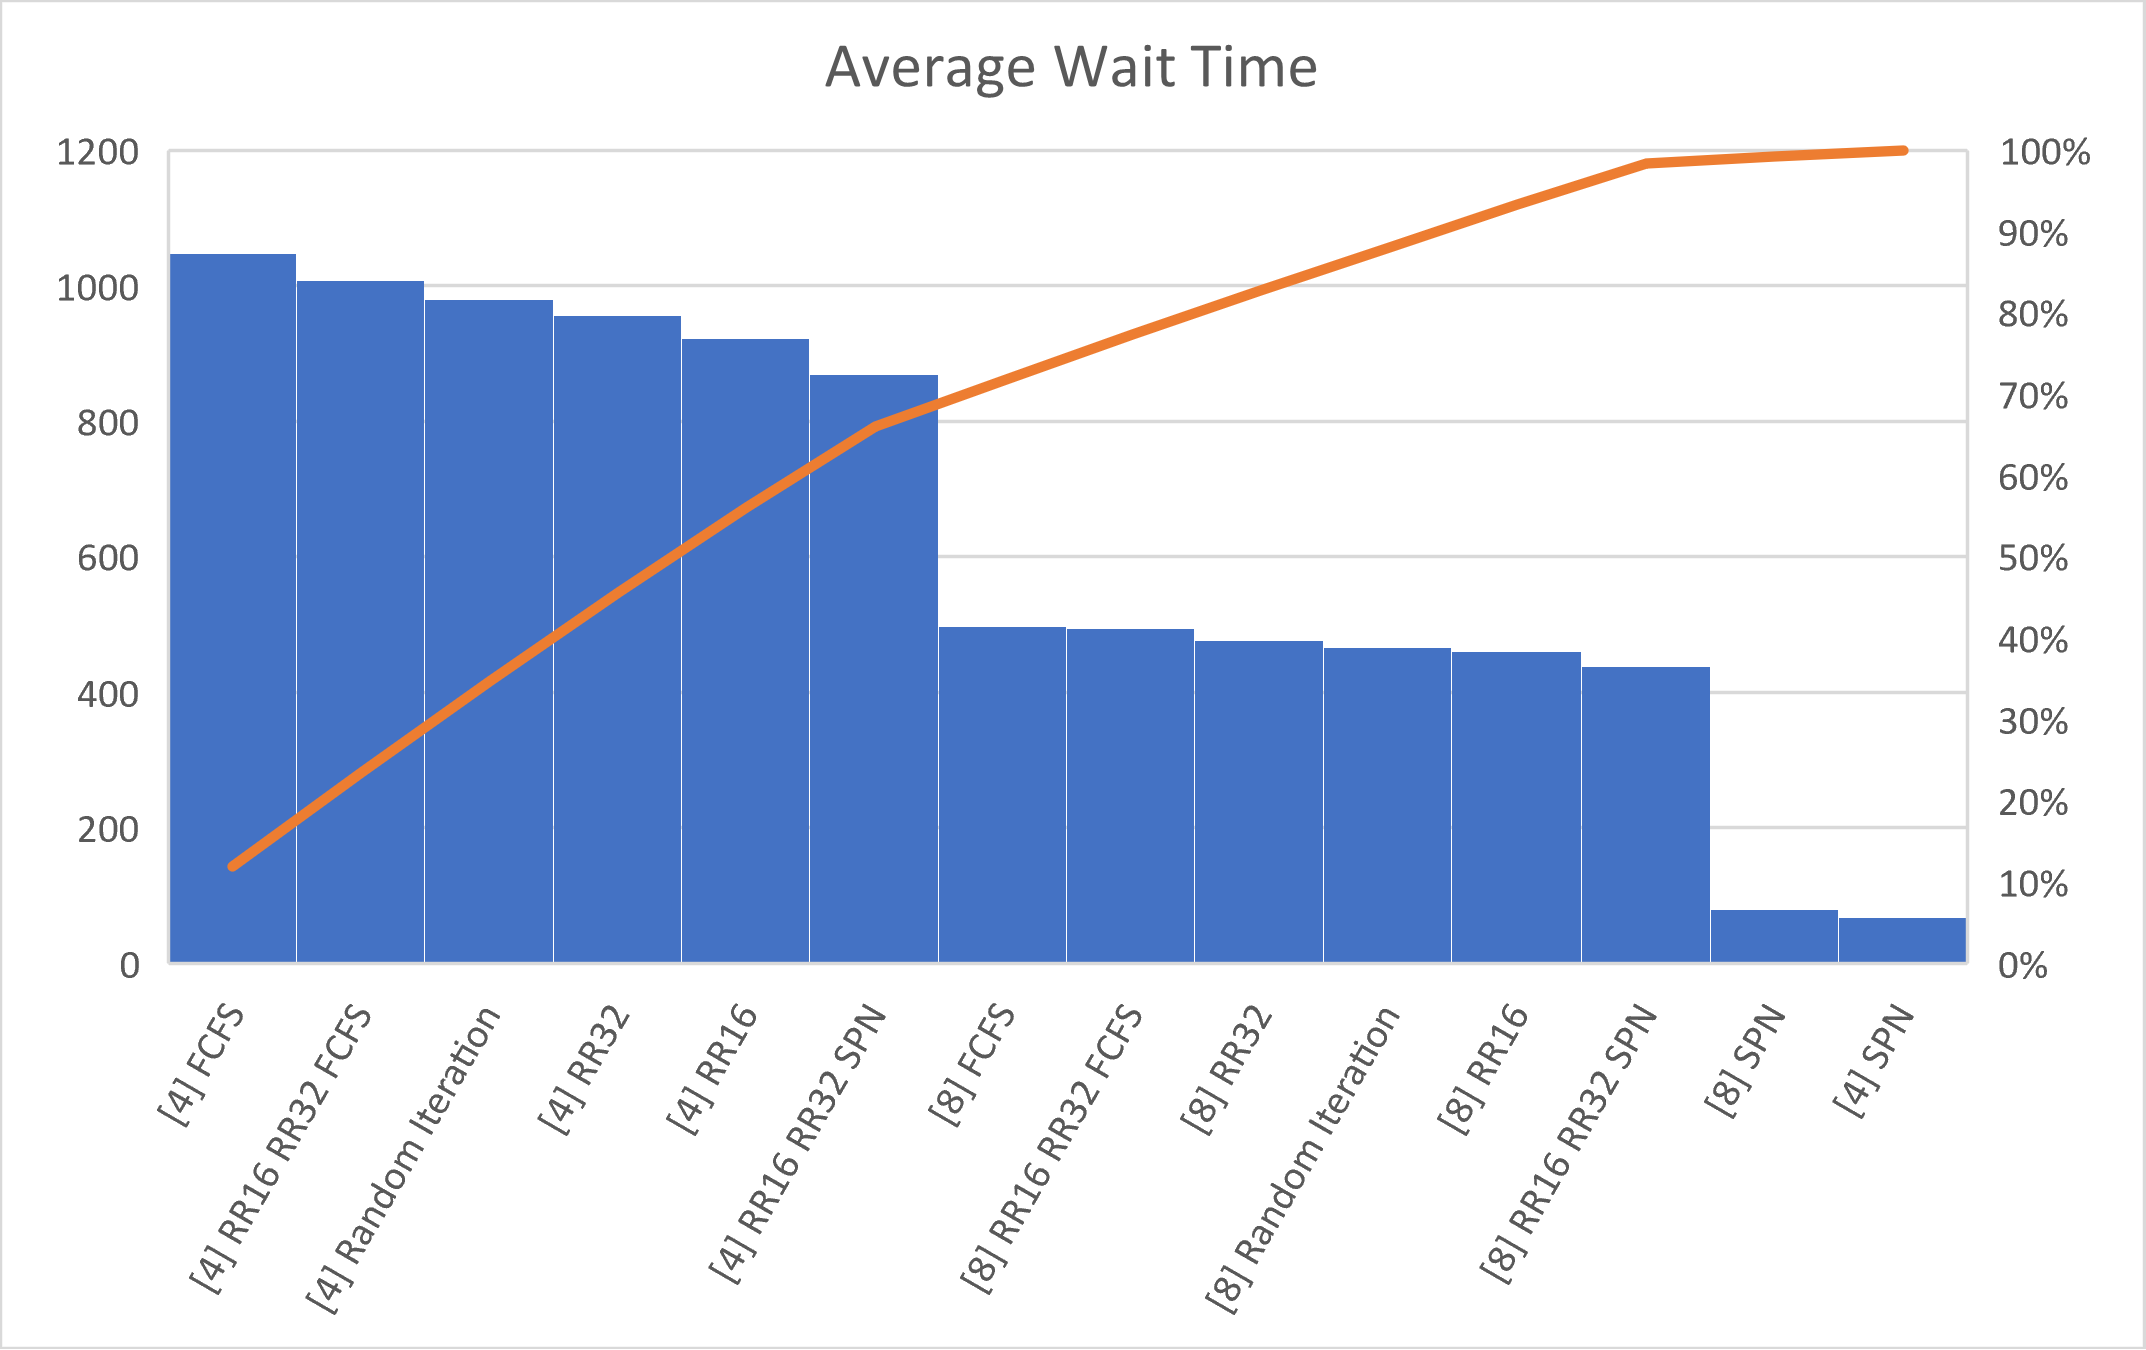 Average Wait Time
1200
1000
800
600
400
200
0
100%
90%
80%
70%
60%
50%
40%
30%
20%
10%
0%
[4] FCFS
[4] RR16 RR32 FCFS
[4] Random Iteration
[4] RR32
[4] RR16
[4] RR16 RR32 SPN
[8] FCFS
[8] RR16 RR32 FCFS
[8] RR32
[8] Random Iteration
[8] RR16
[8] RR16 RR32 SPN
[8] SPN
[4] SPN